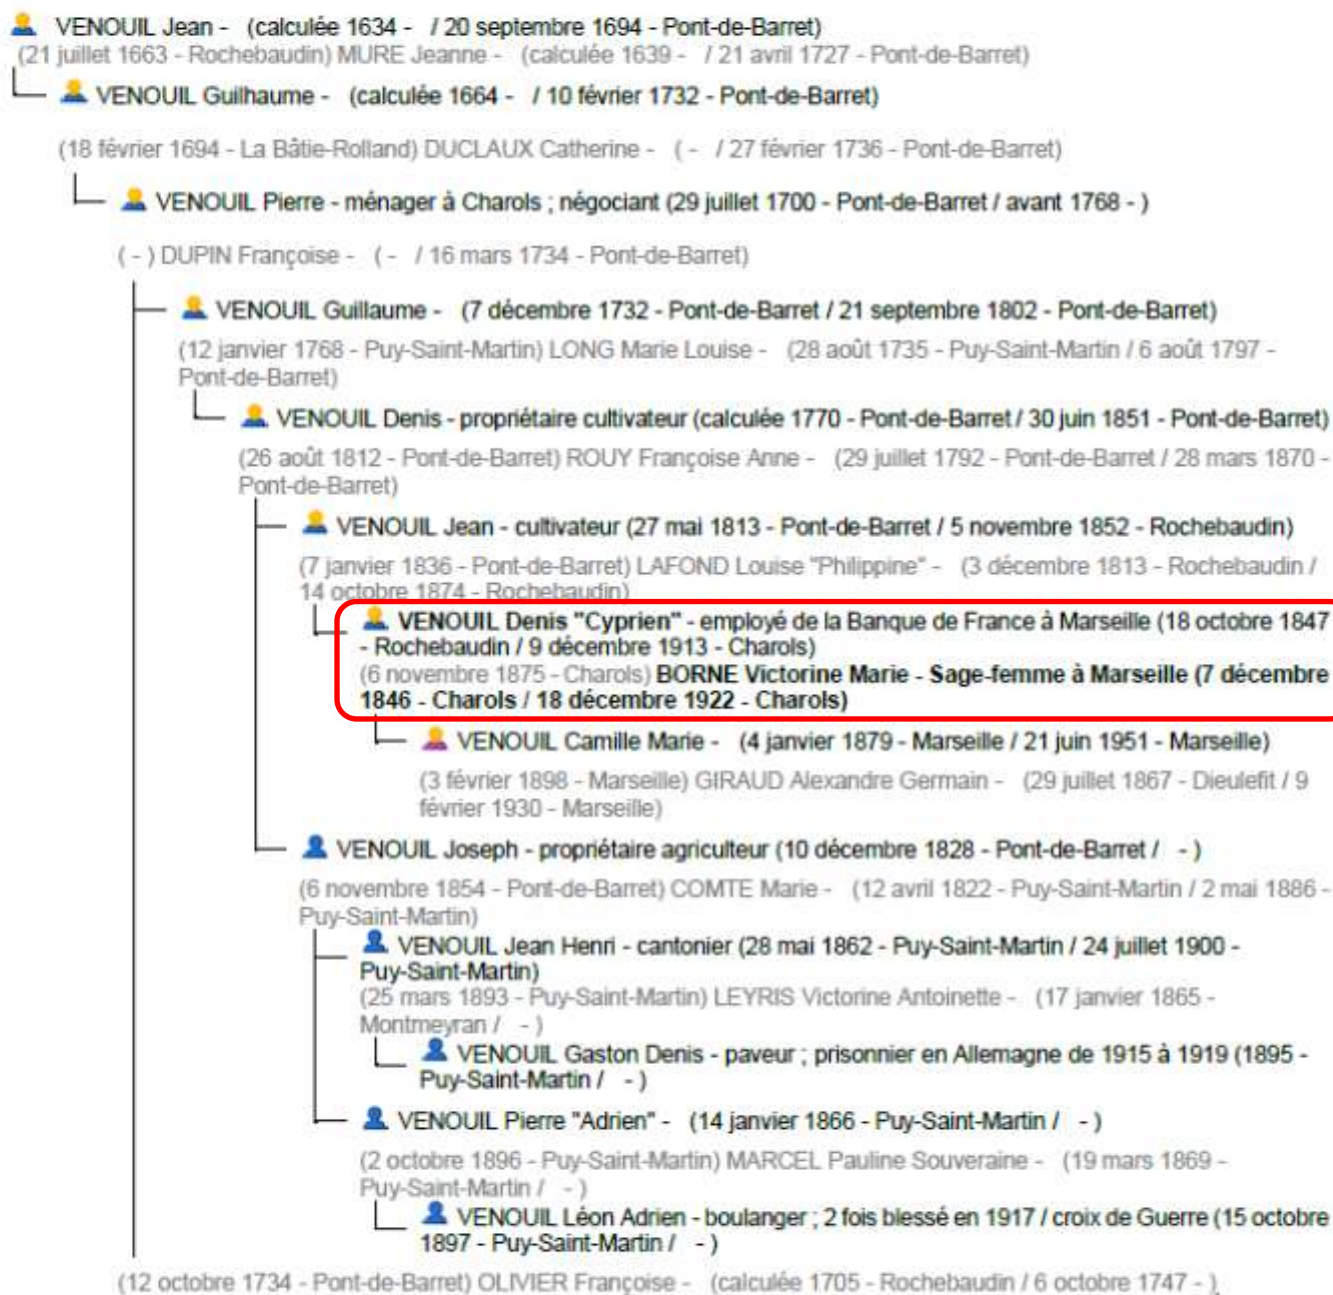 VENOUIL Jean - (calculée 1634 - / 20 septembre 1694 - Pont-de-Barret)
(21 juillet 1663 - Rochebaudin) MURE Jeanne - (calculée 1639 - / 21 avril 1727 - Pont-de-Barret)
VENOUIL Guilhaume - (calculée 1664 - / 10 février 1732 - Pont-de-Barret)
(18 février 1694 - La Bâtie-Rolland) DUCLAUX Catherine - ( - / 27 février 1736 - Pont-de-Barret)
VENOUIL Pierre - ménager à Charols ; négociant (29 juillet 1700 - Pont-de-Barret / avant 1768 - )
( - ) DUPIN Françoise - ( - / 16 mars 1734 - Pont-de-Barret)
VENOUIL Guillaume - (7 décembre 1732 - Pont-de-Barret / 21 septembre 1802 - Pont-de-Barret)
(12 janvier 1768 - Puy-Saint-Martin) LONG Marie Louise - (28 août 1735 - Puy-Saint-Martin / 6 août 1797 -
Pont-de-Barret)
VENOUIL Denis - propriétaire cultivateur (calculée 1770 - Pont-de-Barret / 30 juin 1851 - Pont-de-Barret)
(26 août 1812 - Pont-de-Barret) ROUY Françoise Anne - (29 juillet 1792 - Pont-de-Barret / 28 mars 1870 -
Pont-de-Barret)
VENOUIL Jean - cultivateur (27 mai 1813 - Pont-de-Barret / 5 novembre 1852 - Rochebaudin)
(7 janvier 1836 - Pont-de-Barret) LAFOND Louise "Philippine" - (3 décembre 1813 - Rochebaudin /
14 octobre 1874 - Rochebaudin)
VENOUIL Denis "Cyprien" - employé de la Banque de France à Marseille (18 octobre 1847
- Rochebaudin / 9 décembre 1913 - Charols)
(6 novembre 1875 - Charols) BORNE Victorine Marie - Sage-femme à Marseille (7 décembre
1846 - Charols / 18 décembre 1922 - Charols)
VENOUIL Camille Marie - (4 janvier 1879 - Marseille / 21 juin 1951 - Marseille)
(3 février 1898 - Marseille) GIRAUD Alexandre Germain - (29 juillet 1867 - Dieulefit / 9
février 1930 - Marseille)
VENOUIL Joseph - propriétaire agriculteur (10 décembre 1828 - Pont-de-Barret / - )
(6 novembre 1854 - Pont-de-Barret) COMTE Marie - (12 avril 1822 - Puy-Saint-Martin / 2 mai 1886 -
Puy-Saint-Martin)
VENOUIL Jean Henri - cantonier (28 mai 1862 - Puy-Saint-Martin / 24 juillet 1900 -
Puy-Saint-Martin)
(25 mars 1893 - Puy-Saint-Martin) LEYRIS Victorine Antoinette - (17 janvier 1865 -
Montmeyran / - )
VENOUIL Gaston Denis - paveur ; prisonnier en Allemagne de 1915 à 1919 (1895 -
Puy-Saint-Martin / - )
VENOUIL Pierre "Adrien" - (14 janvier 1866 - Puy-Saint-Martin / - )
(2 octobre 1896 - Puy-Saint-Martin) MARCEL Pauline Souveraine - (19 mars 1869 -
Puy-Saint-Martin / - )
VENOUIL Léon Adrien - boulanger ; 2 fois blessé en 1917 / croix de Guerre (15 octobre
1897 - Puy-Saint-Martin / - )
(12 octobre 1734 - Pont-de-Barret) OLIVIER Françoise - (calculée 1705 - Rochebaudin / 6 octobre 1747 - )